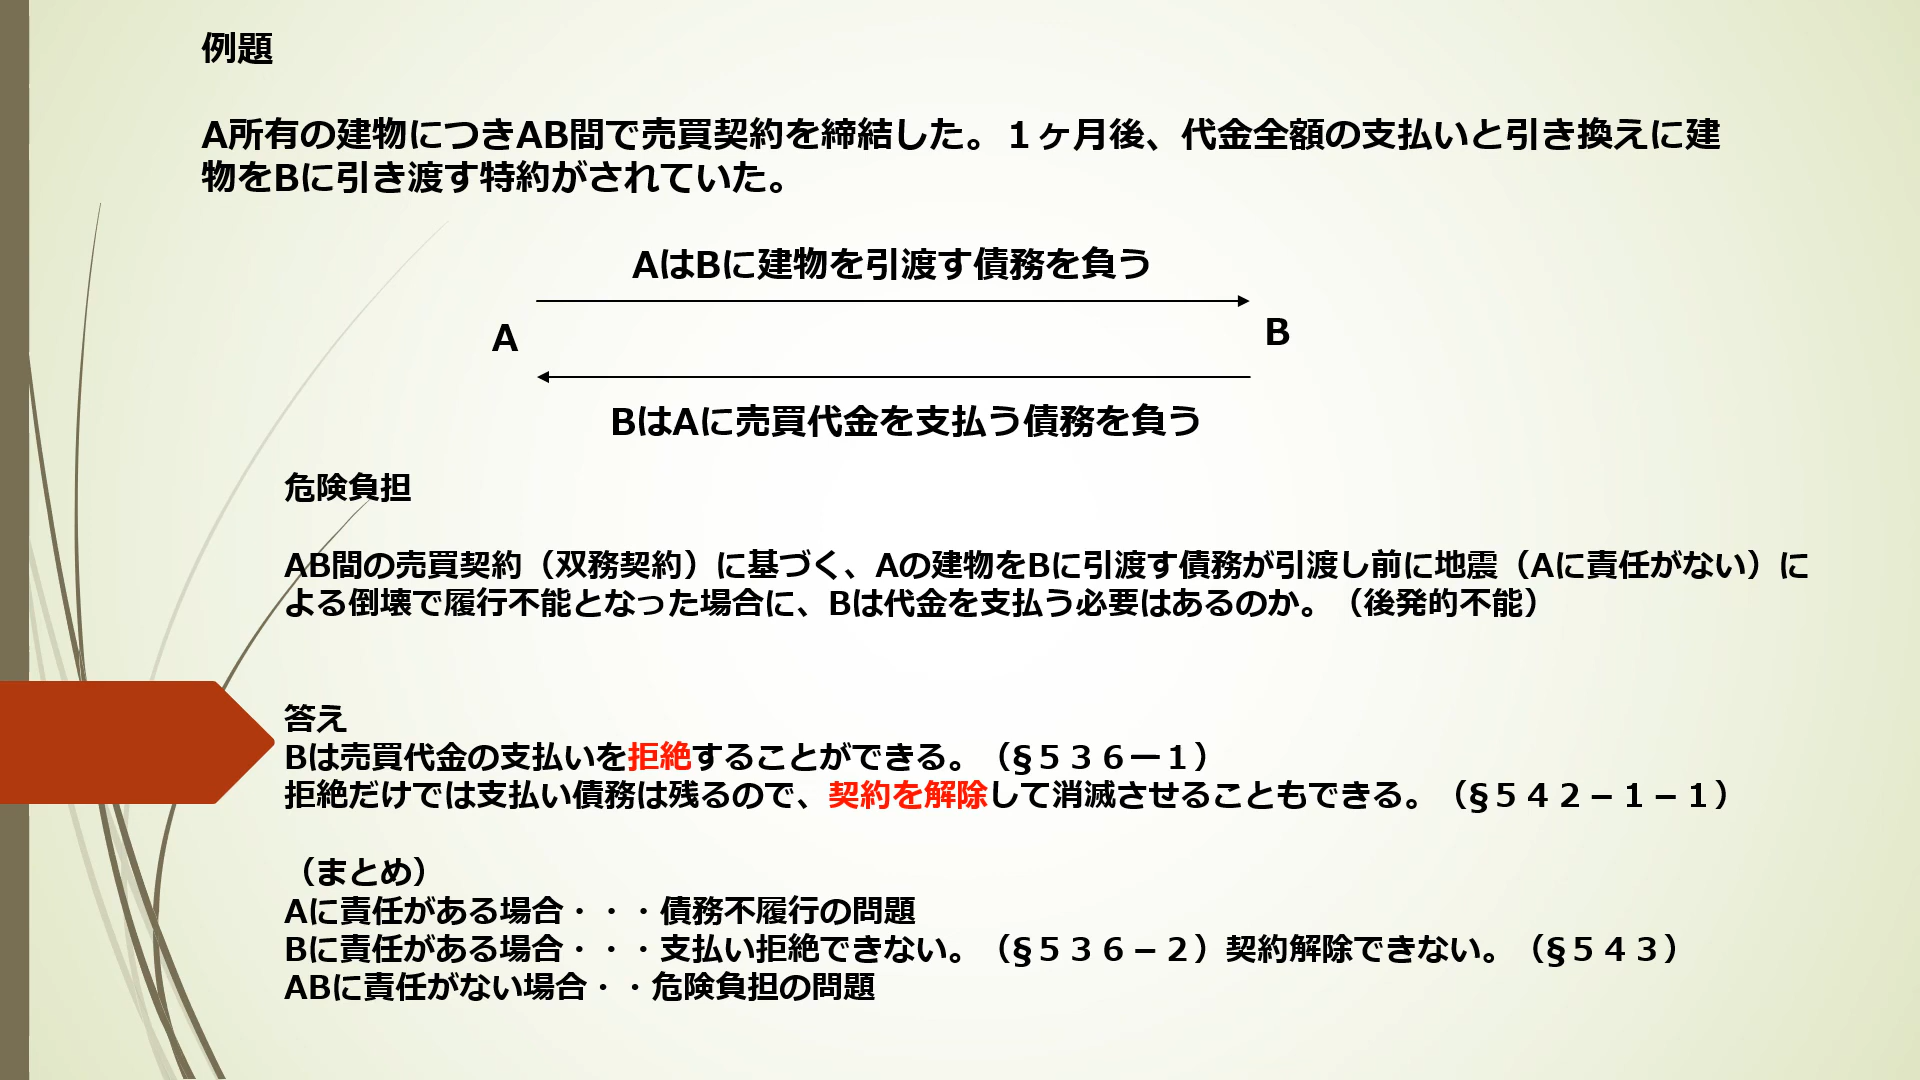 例題
A所有の建物につきAB間で売買契約を締結した。１ヶ月後、代金全額の支払いと引き換えに建
物をBに引き渡す特約がされていた。
AはBに建物を引渡す債務を負う
A
B
BはAに売買代金を支払う債務を負う
危険負担
AB間の売買契約（双務契約）に基づく、Aの建物をBに引渡す債務が引渡し前に地震（Aに責任がない）に
よる倒壊で履行不能となった場合に、Bは代金を支払う必要はあるのか。（後発的不能）
答え
Bは売買代金の支払いを拒絶することができる。（§５３６ー１）
拒絶だけでは支払い債務は残るので、契約を解除して消滅させることもできる。（§５４２－１－１）
（まとめ）
Aに責任がある場合・・・債務不履行の問題
Bに責任がある場合・・・支払い拒絶できない。（§５３６－２）契約解除できない。（§５４３）
ABに責任がない場合・・危険負担の問題